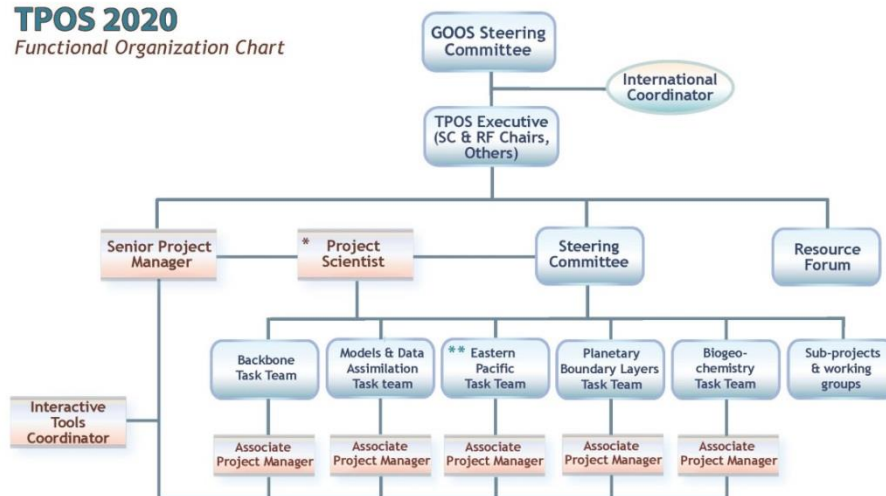 TPOS 2020
Functional Organization Chart
GOOS Steering
Committee
International
Coordinator
TPOS Executive
(SC & RF Chairs,
Others)
Senior Project
Manager
* Project
Scientist
Steering
Committee
Resource
Forum
Backbone
Task Team
Models & Data
Assimilation
Task team
** Eastern
Pacific
Task Team
Planetary
Boundary Layers
Task Team
Biogeo-
chemistry
Task Team
Sub-projects
& working
groups
Interactive
Tools
Coordinator
Associate
Project Manager
Associate
Project Manager
Associate
Project Manager
Associate
Project Manager
Associate
Project Manager